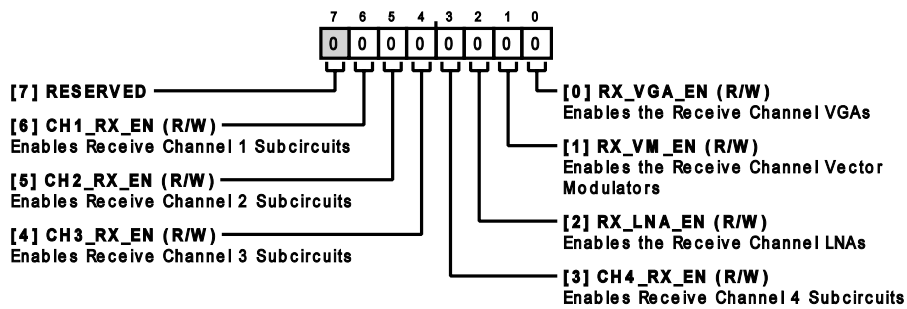 7 6 5 4 3 2 1 0
0 0 0 0 0 0 0 0
[7] RESERVED
[6] CH1_RX_EN (R/W)
Enables Receive Channel 1 Subcircuits
[5] CH2_RX_EN (R/W)
Enables Receive Channel 2 Subcircuits
[4] CH3_RX_EN (R/W)
Enables Receive Channel 3 Subcircuits
[0] RX_VGA_EN (R/W)
Enables the Receive Channel VGAs
[1] RX_VM_EN (R/W)
Enables the Receive Channel Vector
Modulators
[2] RX_LNA_EN (R/W)
Enables the Receive Channel LNAs
[3] CH4_RX_EN (R/W)
Enables Receive Channel 4 Subcircuits